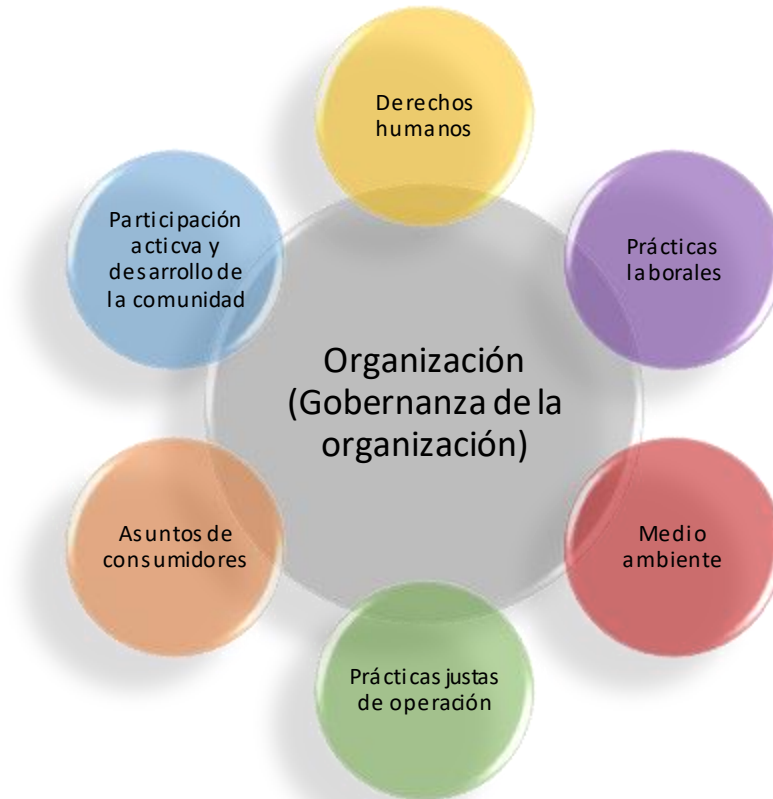 Derechos
humanos
Participación
acticva y
desarrollo de
la comunidad
Prácticas
laborales
Organización
(Gobernanza de la
organización)
Asuntos de
consumidores
Medio
ambiente
Prácticas justas
de operación